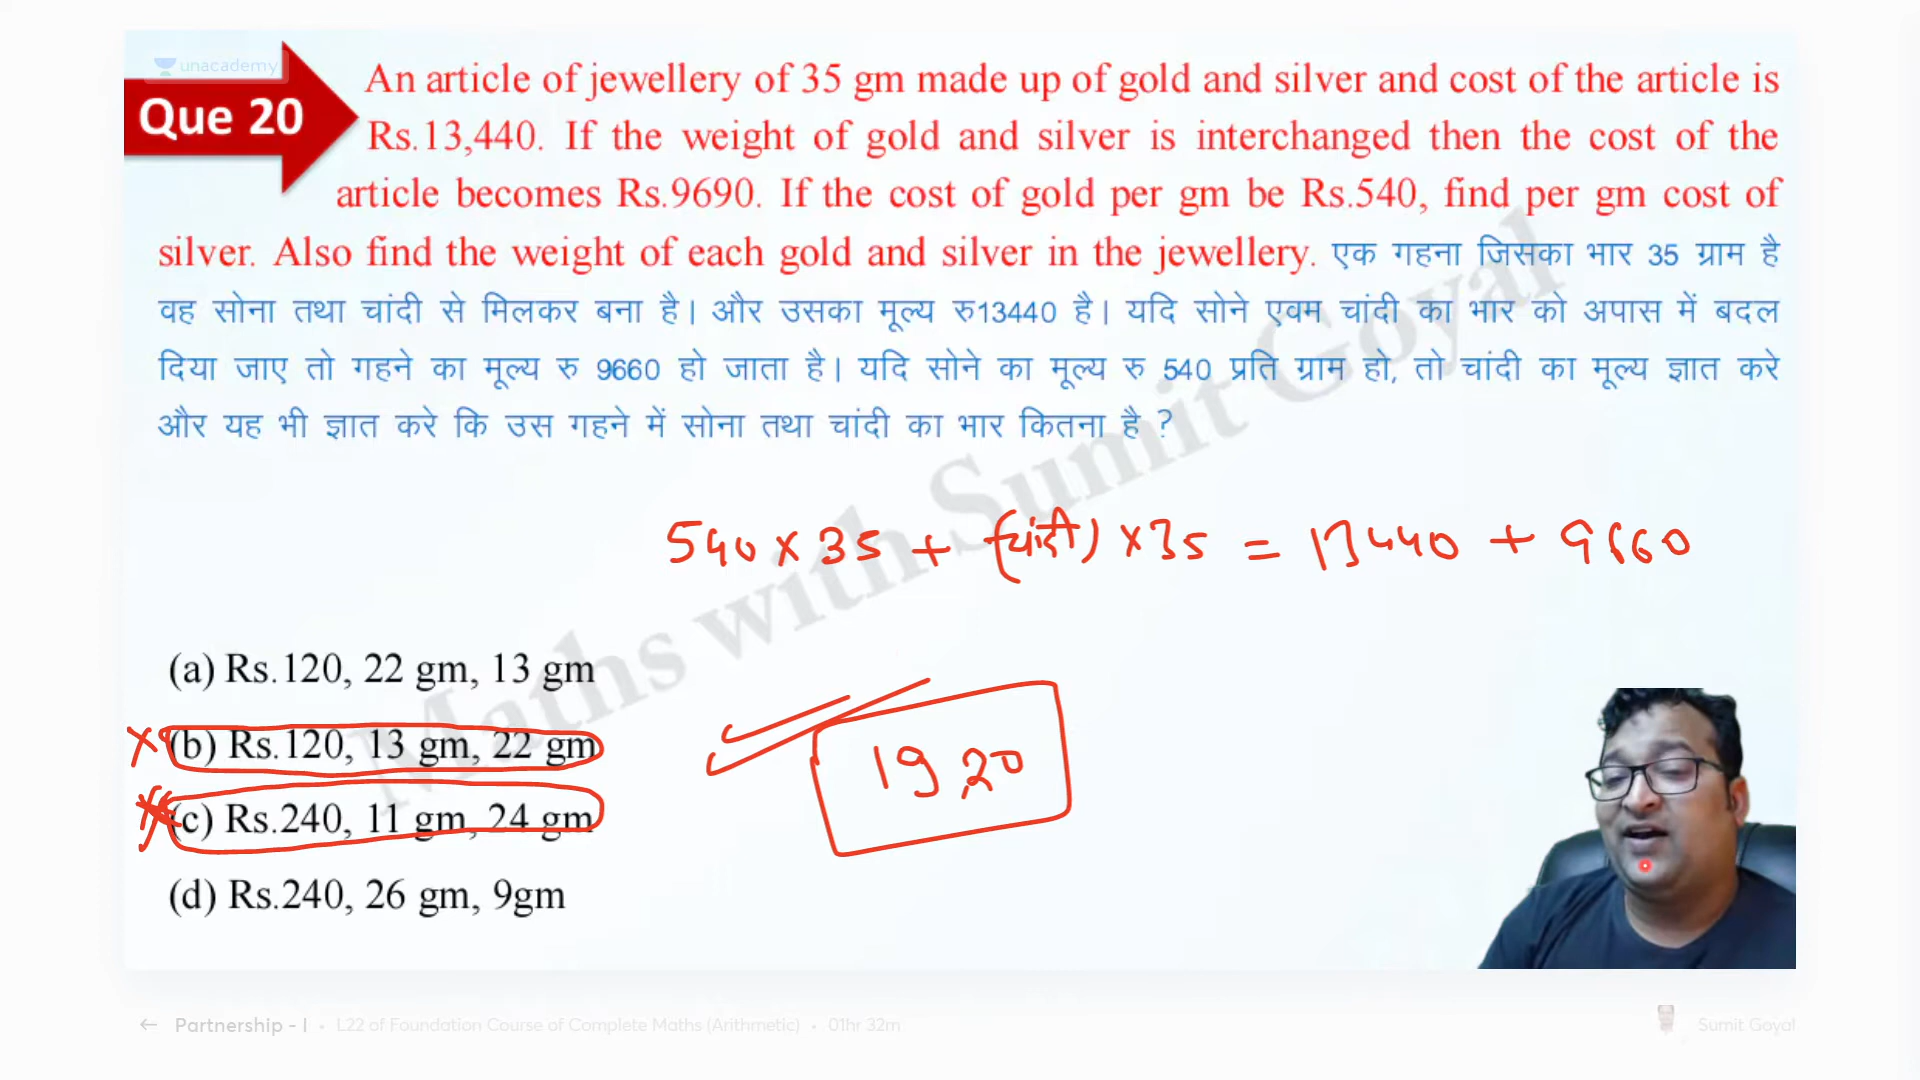 unacademy
Que 20
An article of jewellery of 35 gm made up of gold and silver and cost of the article is
Rs.13,440. If the weight of gold and silver is interchanged then the cost of the
article becomes Rs.9690. If the cost of gold per gm be Rs.540, find per gm cost of
silver. Also find the weight of each gold and silver in the jewellery. एक गहना जिसका भार 35 ग्राम है
वह सोना तथा चांदी से मिलकर बना है। और उसका मूल्य रु13440 है। यदि सोने एवम चांदी का भार को अपास में बदल
दिया जाए तो गहने का मूल्य रु 9660 हो जाता है। यदि सोने का मूल्य रु 540 प्रति ग्राम हो, तो चांदी का मूल्य ज्ञात करे
और यह भी ज्ञात करे कि उस गहने में सोना तथा चांदी का भार कितना है ?
Maths with Sumit Goyal
540 × 35 + (चांदी) × 35 = 13440 + 9660
(a) Rs.120, 22 gm, 13 gm
(b) Rs.120, 13 gm, 22 gm
(c) Rs.240, 11 gm, 24 gm
(d) Rs.240, 26 gm, 9gm
19 20
← Partnership - I • L22 of Foundation Course of Complete Maths (Arithmetic) • 01hr 32m
Sumit Goyal